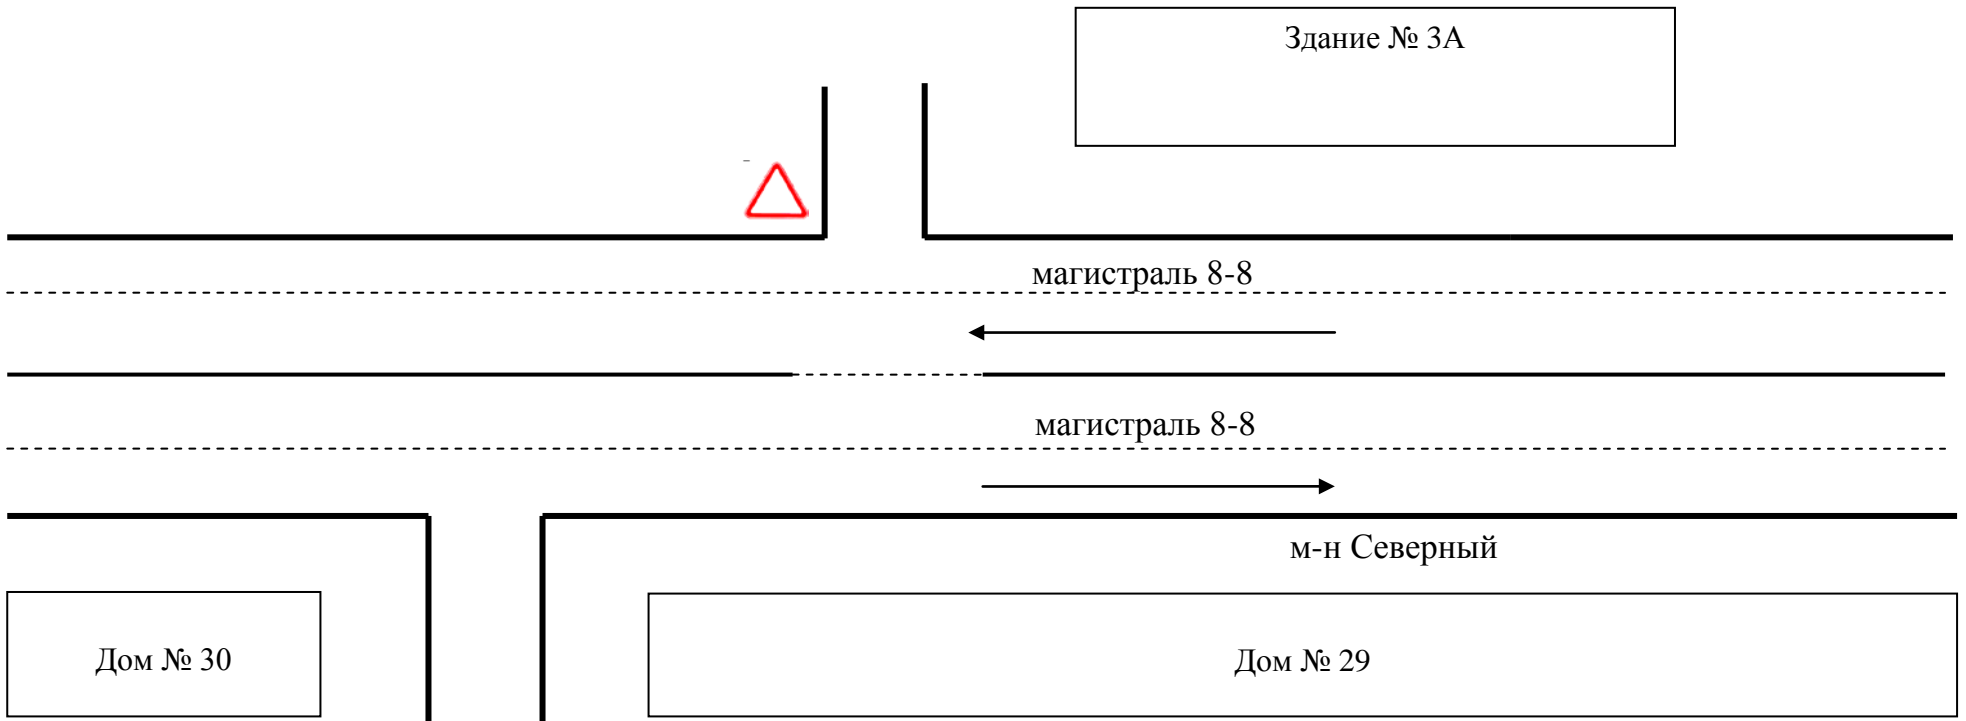 Здание № 3А
магистраль 8-8
магистраль 8-8
м-н Северный
Дом № 30
Дом № 29